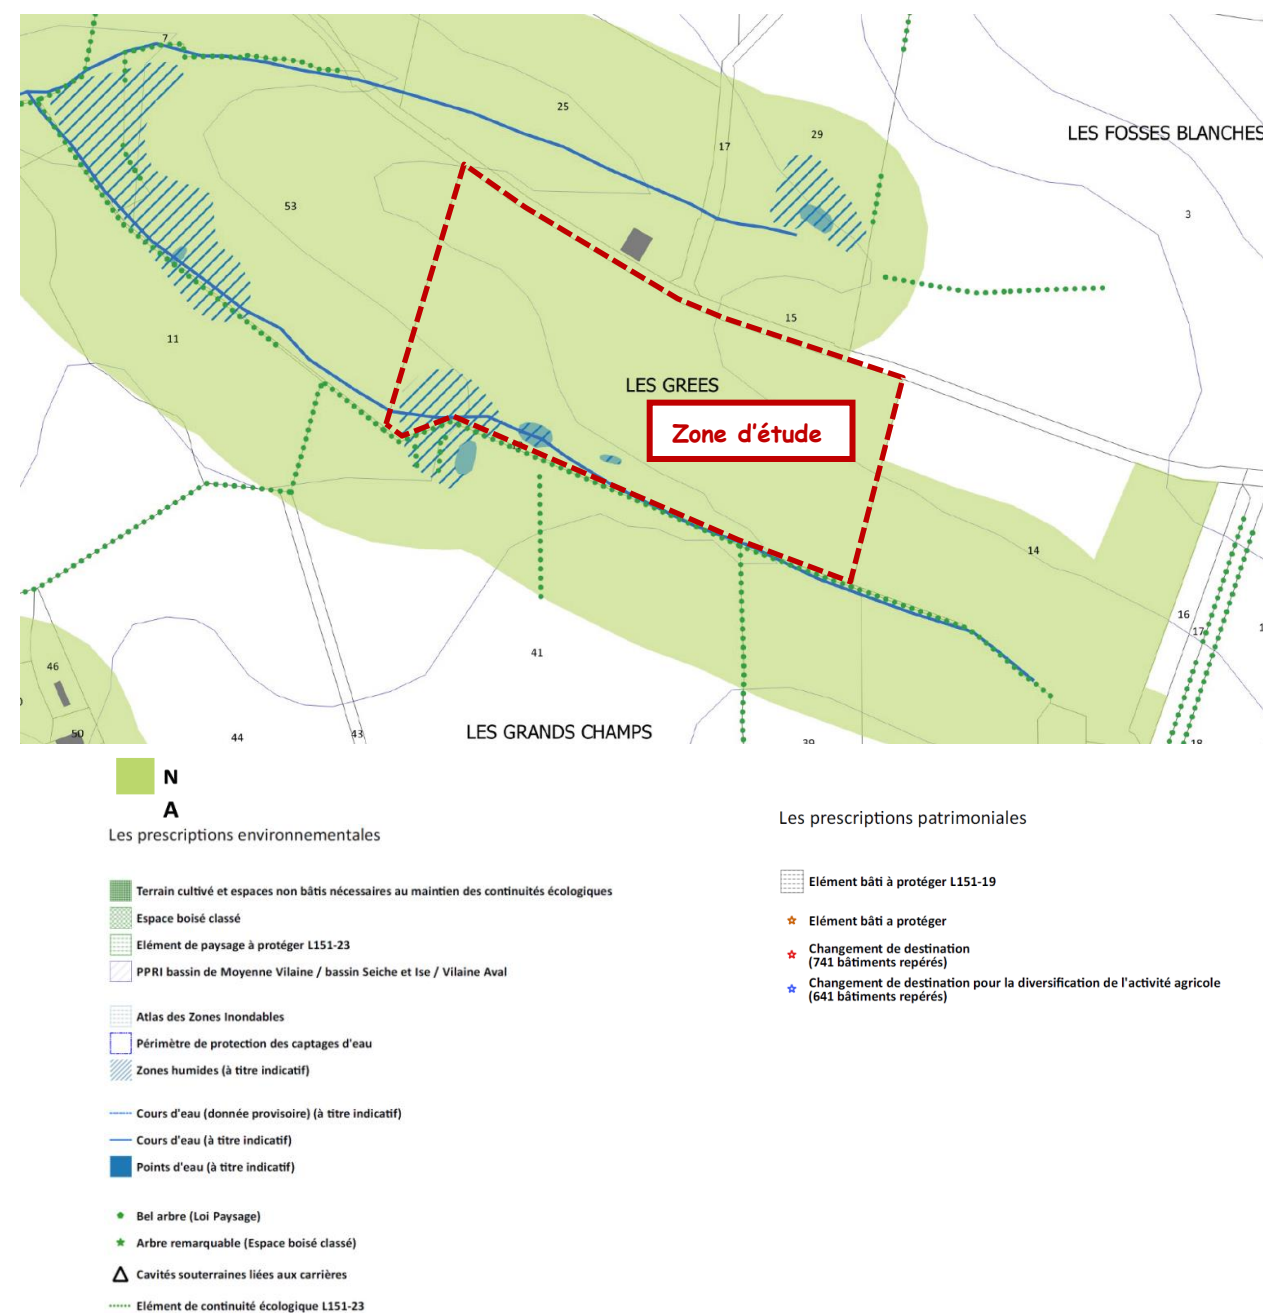 7
25
17
29
LES FOSSES BLANCHES
53
3
15
11
LES GREES
Zone d'étude
14
16
17
41
46
50
44
43
LES GRANDS CHAMPS
39
18
N
A
Les prescriptions environnementales
Terrain cultivé et espaces non bâtis nécessaires au maintien des continuités écologiques
Espace boisé classé
Elément de paysage à protéger L151-23
PPRI bassin de Moyenne Vilaine / bassin Seiche et Ise / Vilaine Aval
Atlas des Zones Inondables
Périmètre de protection des captages d'eau
Zones humides (à titre indicatif)
Cours d'eau (donnée provisoire) (à titre indicatif)
Cours d'eau (à titre indicatif)
Points d'eau (à titre indicatif)
Bel arbre (Loi Paysage)
Arbre remarquable (Espace boisé classé)
Cavités souterraines liées aux carrières
Elément de continuité écologique L151-23
Les prescriptions patrimoniales
Elément bâti à protéger L151-19
Elément bâti a protéger
Changement de destination
(741 bâtiments repérés)
Changement de destination pour la diversification de l'activité agricole
(641 bâtiments repérés)